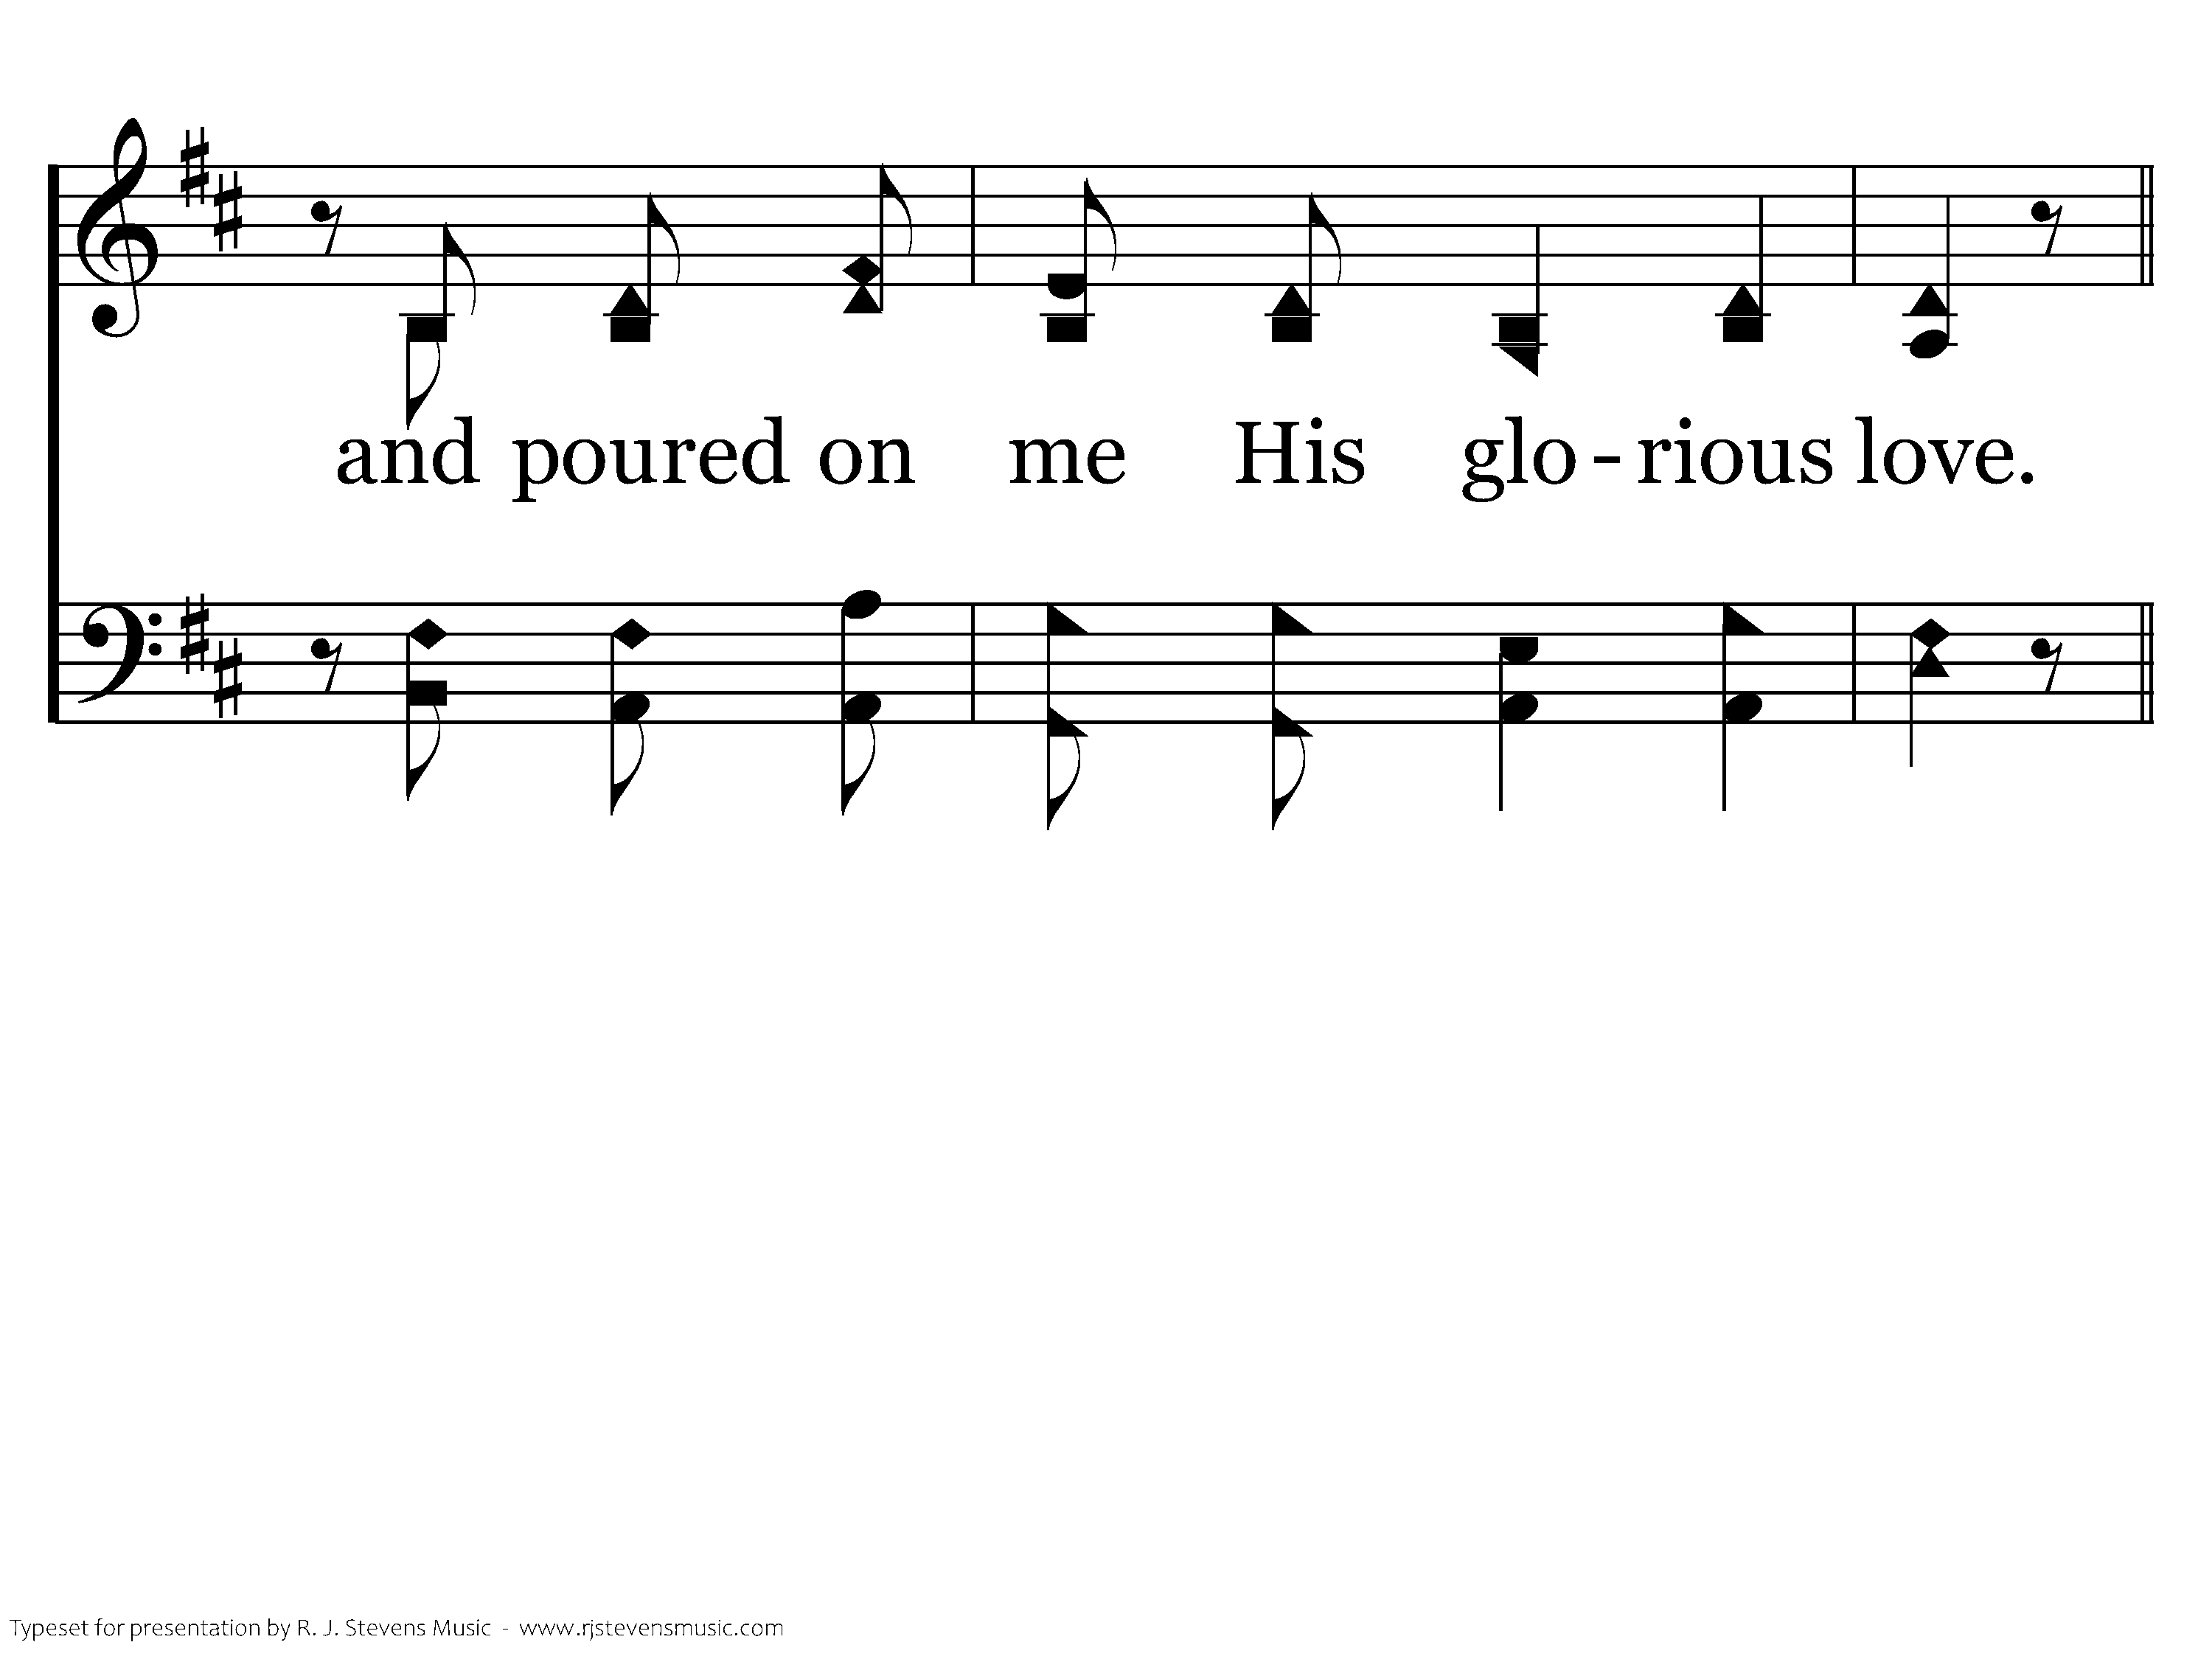 and poured on me His glo - rious love.
Typeset for presentation by R. J. Stevens Music - www.rjstevensmusic.com